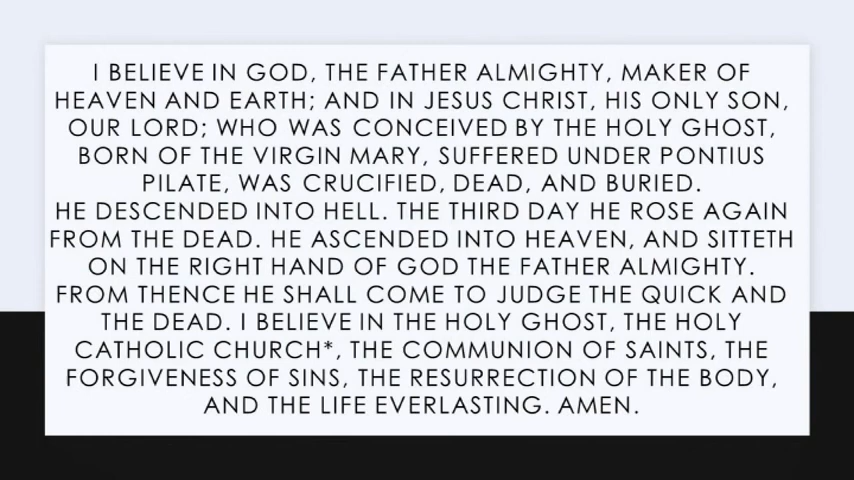 I BELIEVE IN GOD, THE FATHER ALMIGHTY, MAKER OF
HEAVEN AND EARTH; AND IN JESUS CHRIST, HIS ONLY SON,
OUR LORD; WHO WAS CONCEIVED BY THE HOLY GHOST,
BORN OF THE VIRGIN MARY, SUFFERED UNDER PONTIUS
PILATE, WAS CRUCIFIED, DEAD, AND BURIED.
HE DESCENDED INTO HELL. THE THIRD DAY HE ROSE AGAIN
FROM THE DEAD. HE ASCENDED INTO HEAVEN, AND SITTETH
ON THE RIGHT HAND OF GOD THE FATHER ALMIGHTY.
FROM THENCE HE SHALL COME TO JUDGE THE QUICK AND
THE DEAD. I BELIEVE IN THE HOLY GHOST, THE HOLY
CATHOLIC CHURCH*, THE COMMUNION OF SAINTS, THE
FORGIVENESS OF SINS, THE RESURRECTION OF THE BODY,
AND THE LIFE EVERLASTING. AMEN.